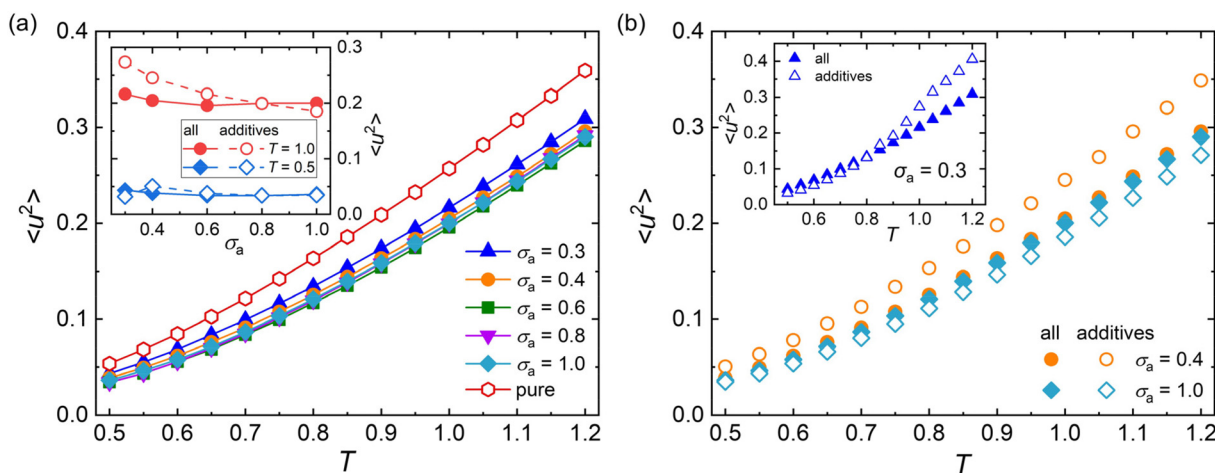 (a)
0.4
0.3
0.2
0.1
0.0
<u²>
0.5 0.6 0.7 0.8 0.9 1.0 1.1 1.2
T
0.3
0.2
0.1
0.0
<u²>
0.4 0.6 0.8 1.0
σa
all additives
T = 1.0
T = 0.5
σa = 0.3
σa = 0.4
σa = 0.6
σa = 0.8
σa = 1.0
pure
(b)
0.4
0.3
0.2
0.1
0.0
<u²>
0.5 0.6 0.7 0.8 0.9 1.0 1.1 1.2
T
0.4
0.3
0.2
0.1
0.0
<u²>
0.6 0.8 1.0 1.2
T
all
additives
σa = 0.3
all additives
σa = 0.4
σa = 1.0